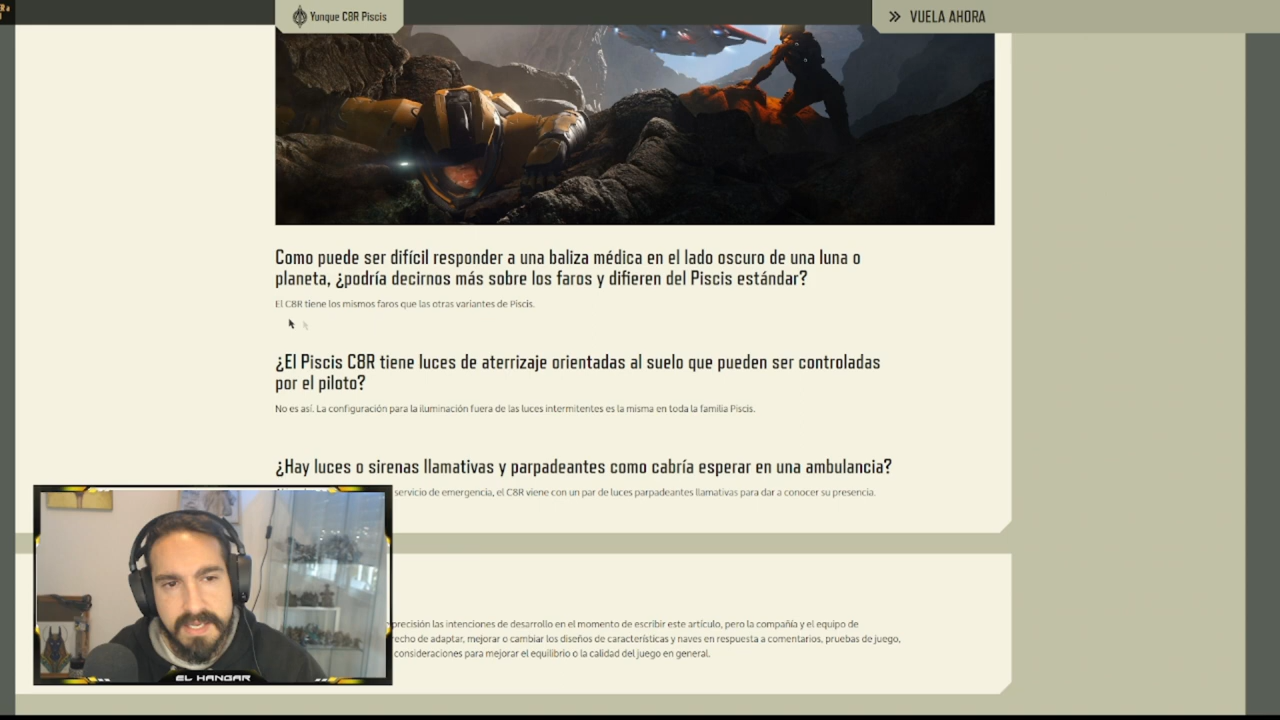 Yunque C8R Piscis
VUELA AHORA
Como puede ser difícil responder a una baliza médica en el lado oscuro de una luna o
planeta, ¿podría decirnos más sobre los faros y difieren del Piscis estándar?
El C8R tiene los mismos faros que las otras variantes de Piscis.
¿El Piscis C8R tiene luces de aterrizaje orientadas al suelo que pueden ser controladas
por el piloto?
No es así. La configuración para la iluminación fuera de las luces intermitentes es la misma en toda la familia Piscis.
¿Hay luces o sirenas llamativas y parpadeantes como cabría esperar en una ambulancia?
servicio de emergencia, el C8R viene con un par de luces parpadeantes llamativas para dar a conocer su presencia.
precisión las intenciones de desarrollo en el momento de escribir este artículo, pero la compañía y el equipo de
recho de adaptar, mejorar o cambiar los diseños de características y naves en respuesta a comentarios, pruebas de juego,
consideraciones para mejorar el equilibrio o la calidad del juego en general.
EL HANGAR